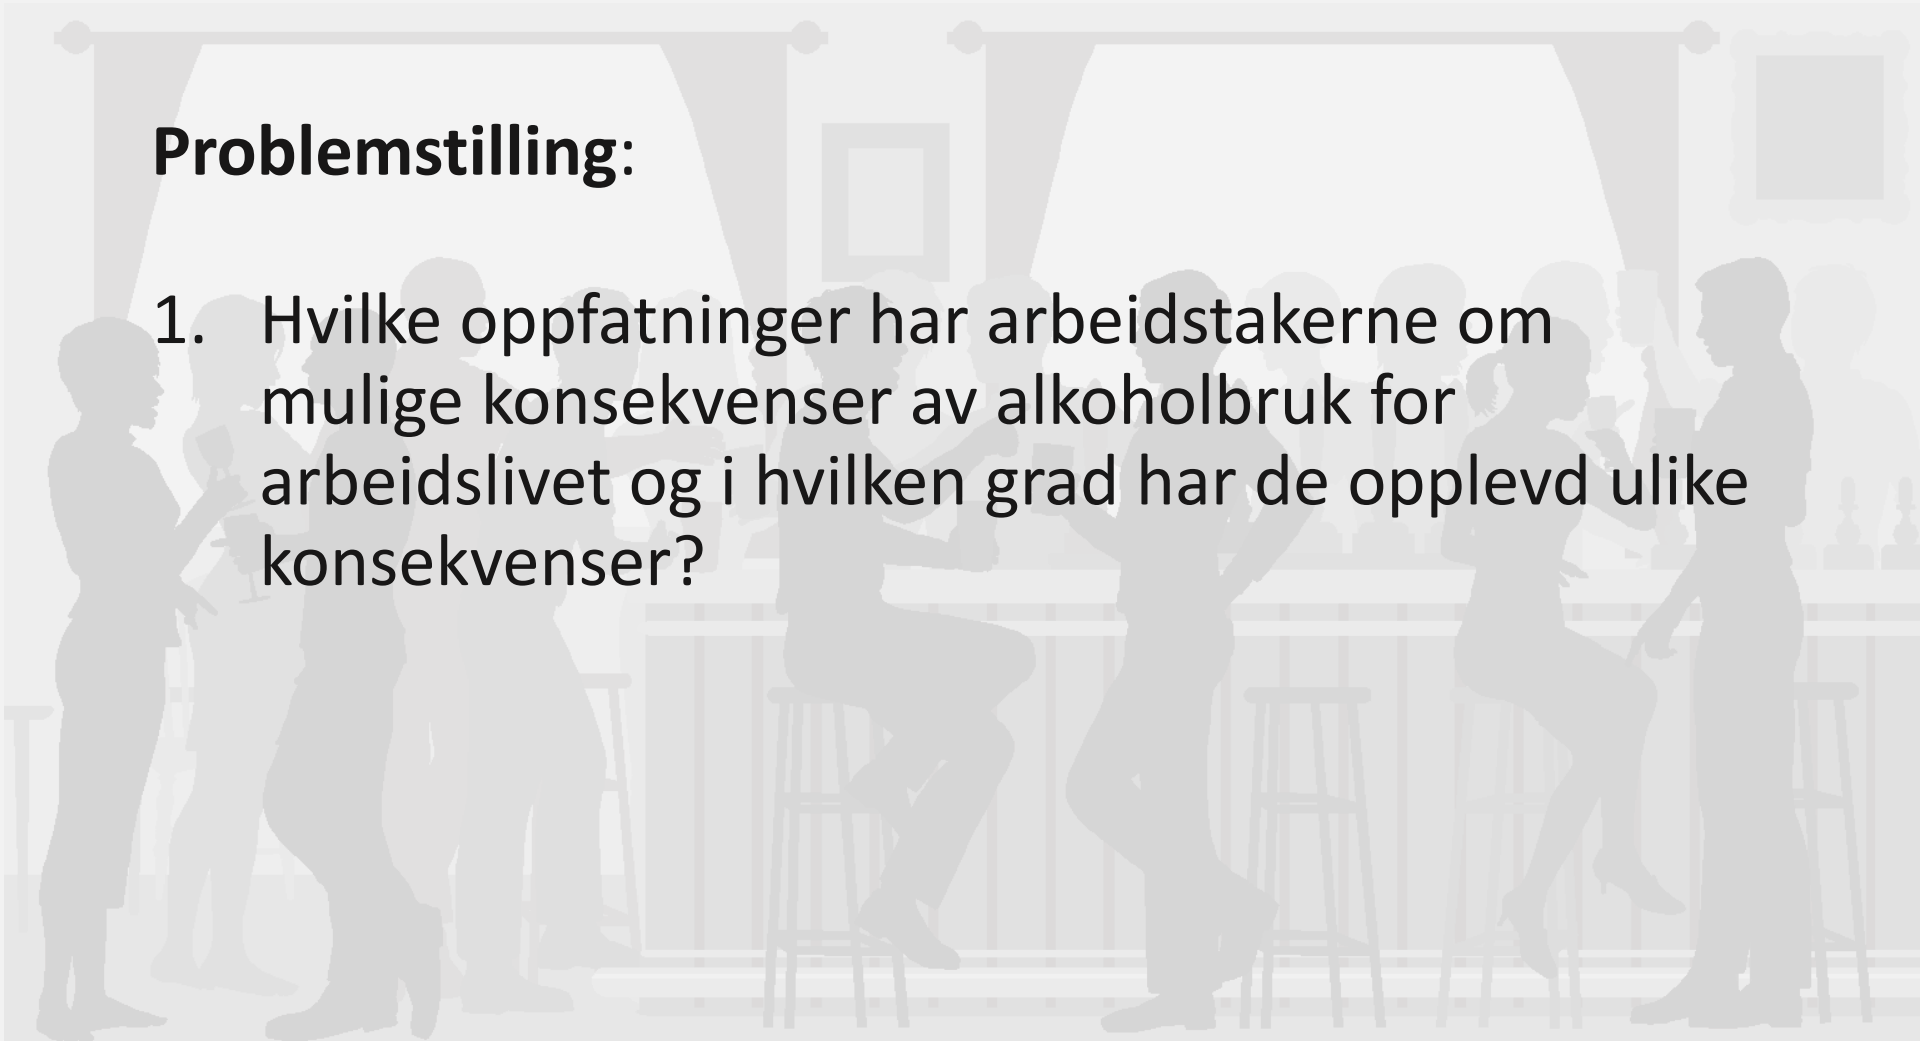 Problemstilling:
1. Hvilke oppfatninger har arbeidstakerne om
mulige konsekvenser av alkoholbruk for
arbeidslivet og i hvilken grad har de opplevd ulike
konsekvenser?